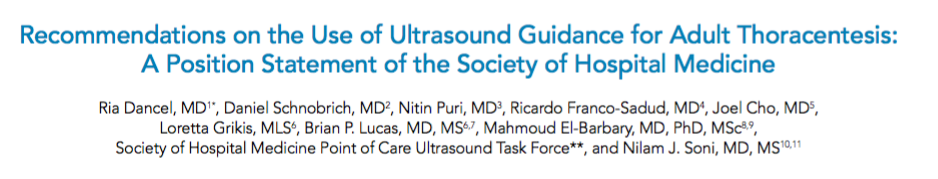 Recommendations on the Use of Ultrasound Guidance for Adult Thoracentesis:
A Position Statement of the Society of Hospital Medicine
Ria Dancel, MD¹*, Daniel Schnobrich, MD², Nitin Puri, MD³, Ricardo Franco-Sadud, MD⁴, Joel Cho, MD⁵,
Loretta Grikis, MLS⁶, Brian P. Lucas, MD, MS⁶,⁷, Mahmoud El-Barbary, MD, PhD, MSc⁸,⁹,
Society of Hospital Medicine Point of Care Ultrasound Task Force**, and Nilam J. Soni, MD, MS¹⁰,¹¹